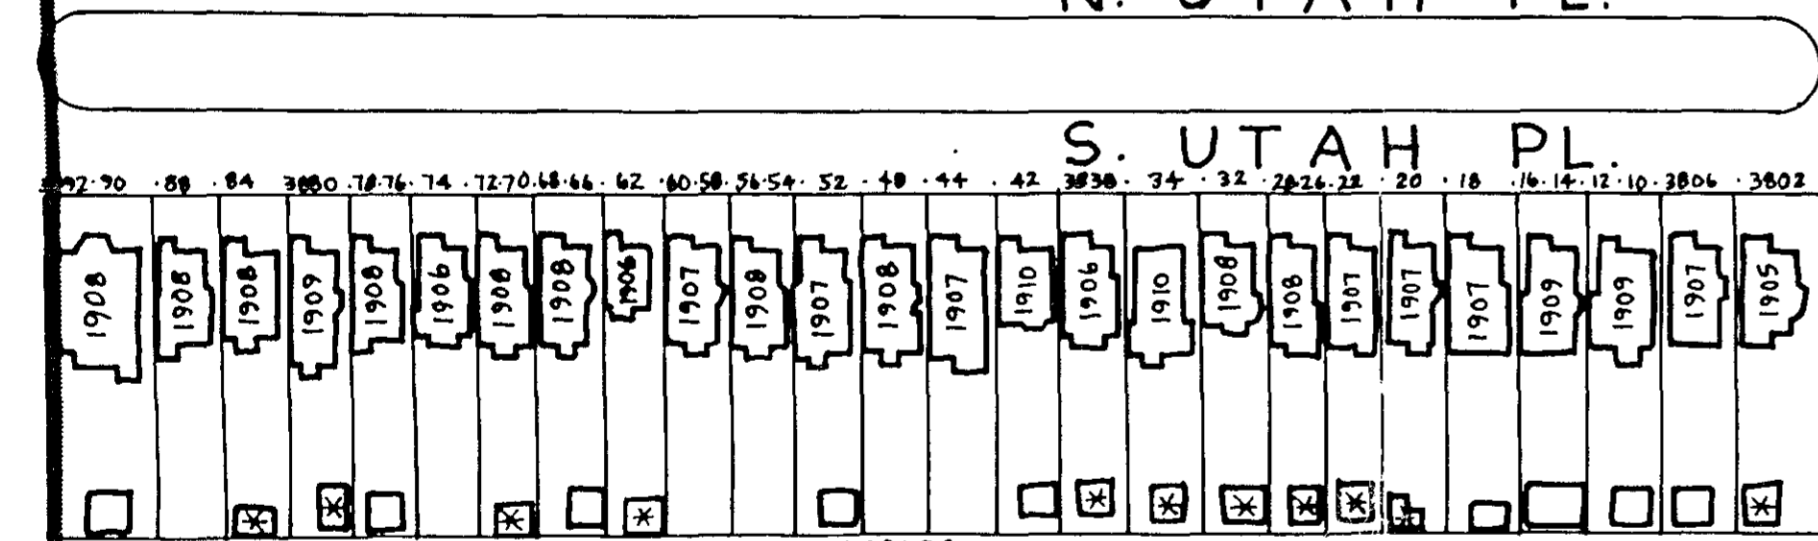 N. UTAH PL.
S. UTAH PL.
92·90 ·88 ·84 3880 ·78·76· 74 ·72·70·68·66· 62 ·60·58·56·54· 52 ·48 ·44 ·42 3838· 34 ·32 ·28·26·22 ·20 ·18 ·16·14·12·10·3806 ·3802
1908 1908 1908 1909 1908 1906 1908 1908 1906 1907 1908 1907 1908 1907 1910 1906 1910 1908 1908 1907 1907 1907 1909 1909 1907 1905
* * * * * * * * * * *